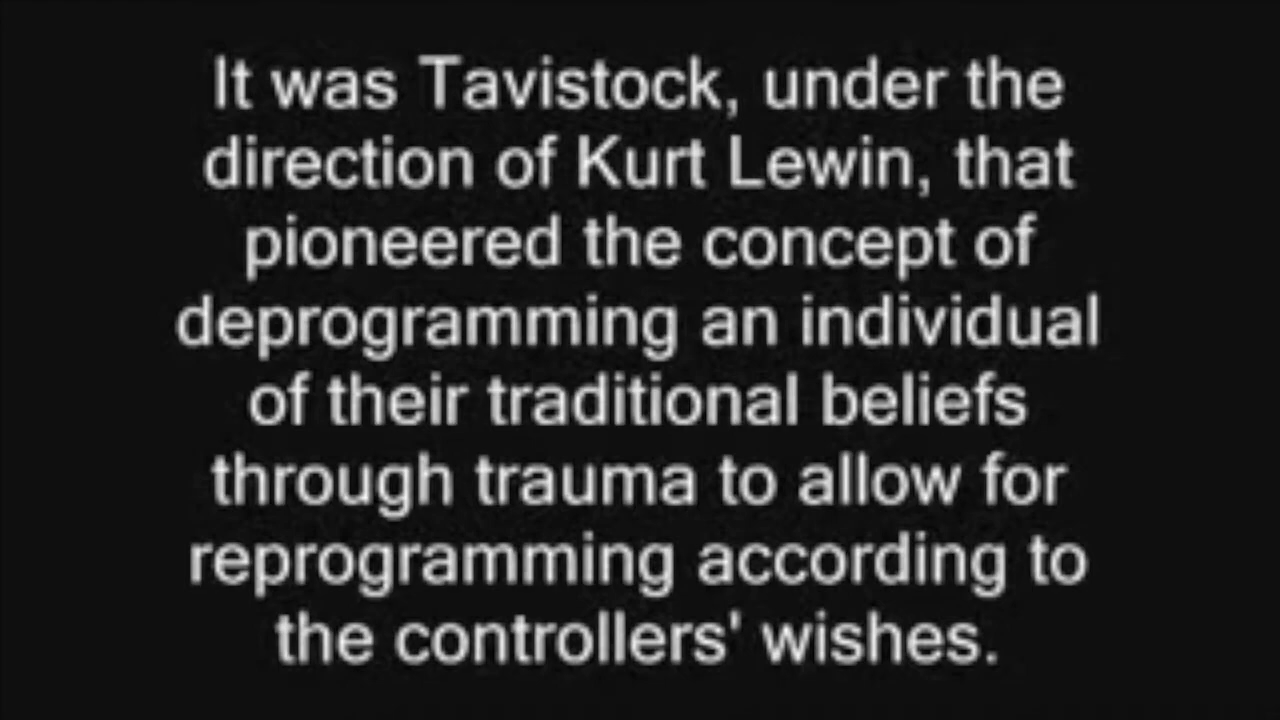 It was Tavistock, under the
direction of Kurt Lewin, that
pioneered the concept of
deprogramming an individual
of their traditional beliefs
through trauma to allow for
reprogramming according to
the controllers' wishes.